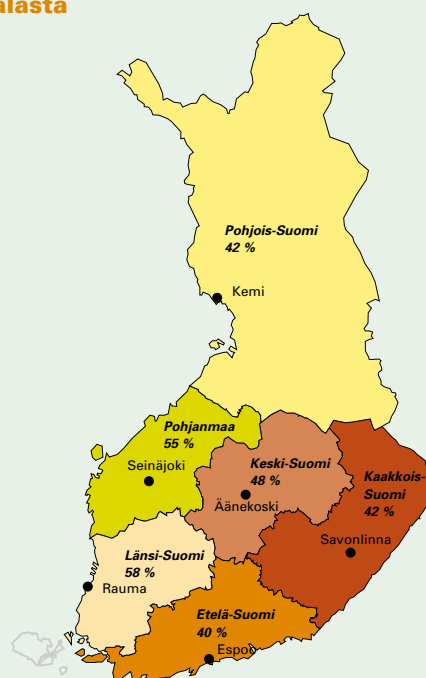 alasta
Pohjois-Suomi
42 %
Kemi
Pohjanmaa
55 %
Seinäjoki
Keski-Suomi
48 %
Äänekoski
Kaakkois-
Suomi
42 %
Savonlinna
Länsi-Suomi
58 %
Rauma
Etelä-Suomi
40 %
Espoo